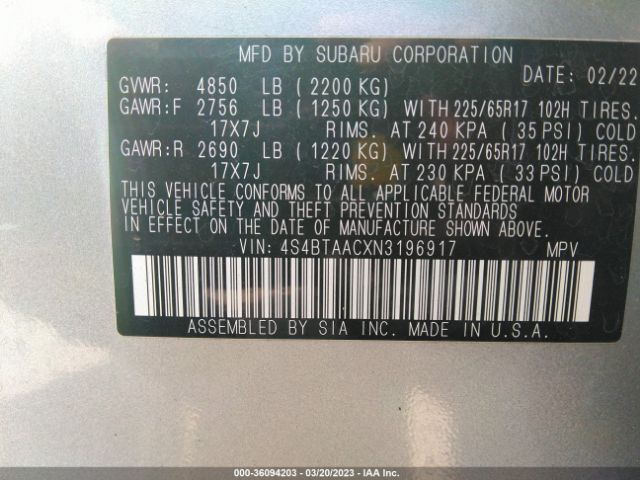 MFD BY SUBARU CORPORATION
DATE: 02/22
GVWR: 4850 LB (2200 KG)
GAWR:F 2756 LB (1250 KG) WITH 225/65R17 102H TIRES.
17X7J RIMS. AT 240 KPA (35 PSI) COLD
GAWR:R 2690 LB (1220 KG) WITH 225/65R17 102H TIRES.
17X7J RIMS. AT 230 KPA (33 PSI) COLD
THIS VEHICLE CONFORMS TO ALL APPLICABLE FEDERAL MOTOR
VEHICLE SAFETY AND THEFT PREVENTION STANDARDS
IN EFFECT ON THE DATE OF MANUFACTURE SHOWN ABOVE.
VIN: 4S4BTAACXN3196917 MPV
ASSEMBLED BY SIA INC. MADE IN U.S.A.
000-36094203 - 03/20/2023 - IAA Inc.